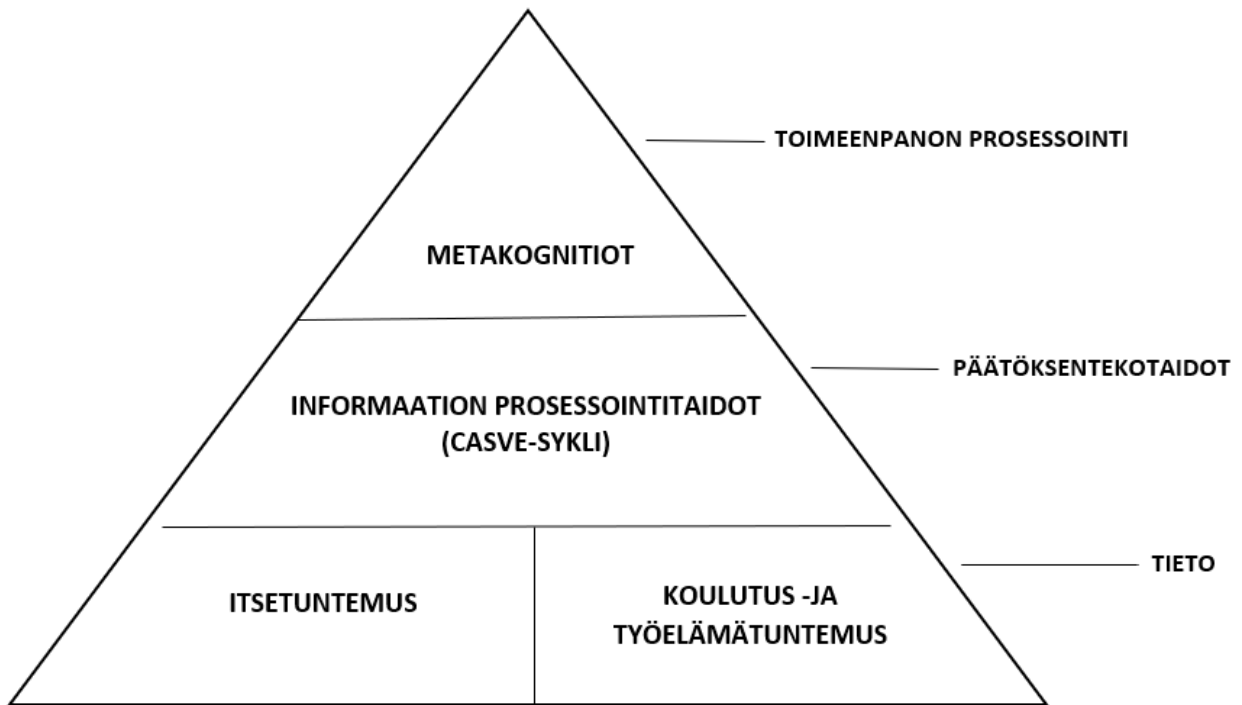 TOIMEENPANON PROSESSOINTI
METAKOGNITIOT
PÄÄTÖKSENTEKOTAIDOT
INFORMAATION PROSESSOINTITAIDOT
(CASVE-SYKLI)
TIETO
ITSETUNTEMUS
KOULUTUS -JA
TYÖELÄMÄTUNTEMUS